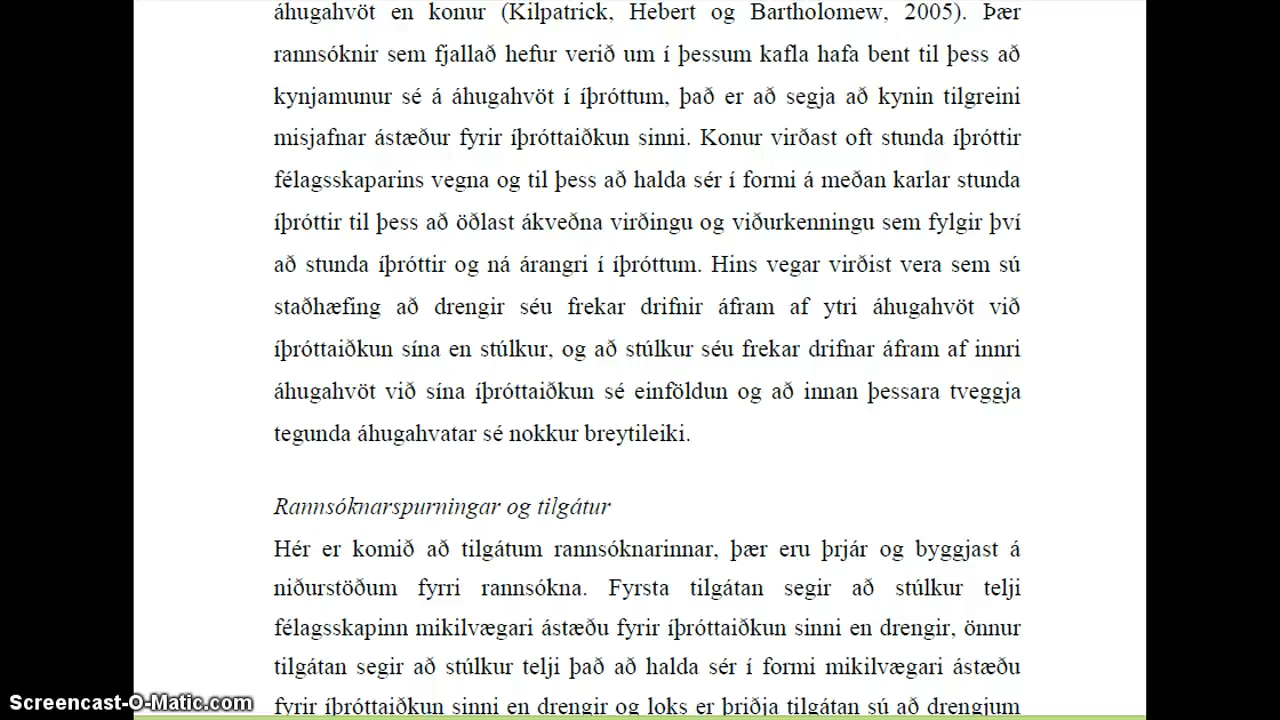 áhugahvöt en konur (Kilpatrick, Hebert og Bartholomew, 2005). Þær
rannsóknir sem fjallað hefur verið um í þessum kafla hafa bent til þess að
kynjamunur sé á áhugahvöt í íþróttum, það er að segja að kynin tilgreini
misjafnar ástæður fyrir íþróttaiðkun sinni. Konur virðast oft stunda íþróttir
félagsskaparins vegna og til þess að halda sér í formi á meðan karlar stunda
íþróttir til þess að öðlast ákveðna virðingu og viðurkenningu sem fylgir því
að stunda íþróttir og ná árangri í íþróttum. Hins vegar virðist vera sem sú
staðhæfing að drengir séu frekar drifnir áfram af ytri áhugahvöt við
íþróttaiðkun sína en stúlkur, og að stúlkur séu frekar drifnar áfram af innri
áhugahvöt við sína íþróttaiðkun sé einföldun og að innan þessara tveggja
tegunda áhugahvatar sé nokkur breytileiki.
Rannsóknarspurningar og tilgátur
Hér er komið að tilgátum rannsóknarinnar, þær eru þrjár og byggjast á
niðurstöðum fyrri rannsókna. Fyrsta tilgátan segir að stúlkur telji
félagsskapinn mikilvægari ástæðu fyrir íþróttaiðkun sinni en drengir, önnur
tilgátan segir að stúlkur telji það að halda sér í formi mikilvægari ástæðu
fyrir íþróttaiðkun sinni en drengir og loks er þriðja tilgátan sú að drengjum
Screencast-O-Matic.com